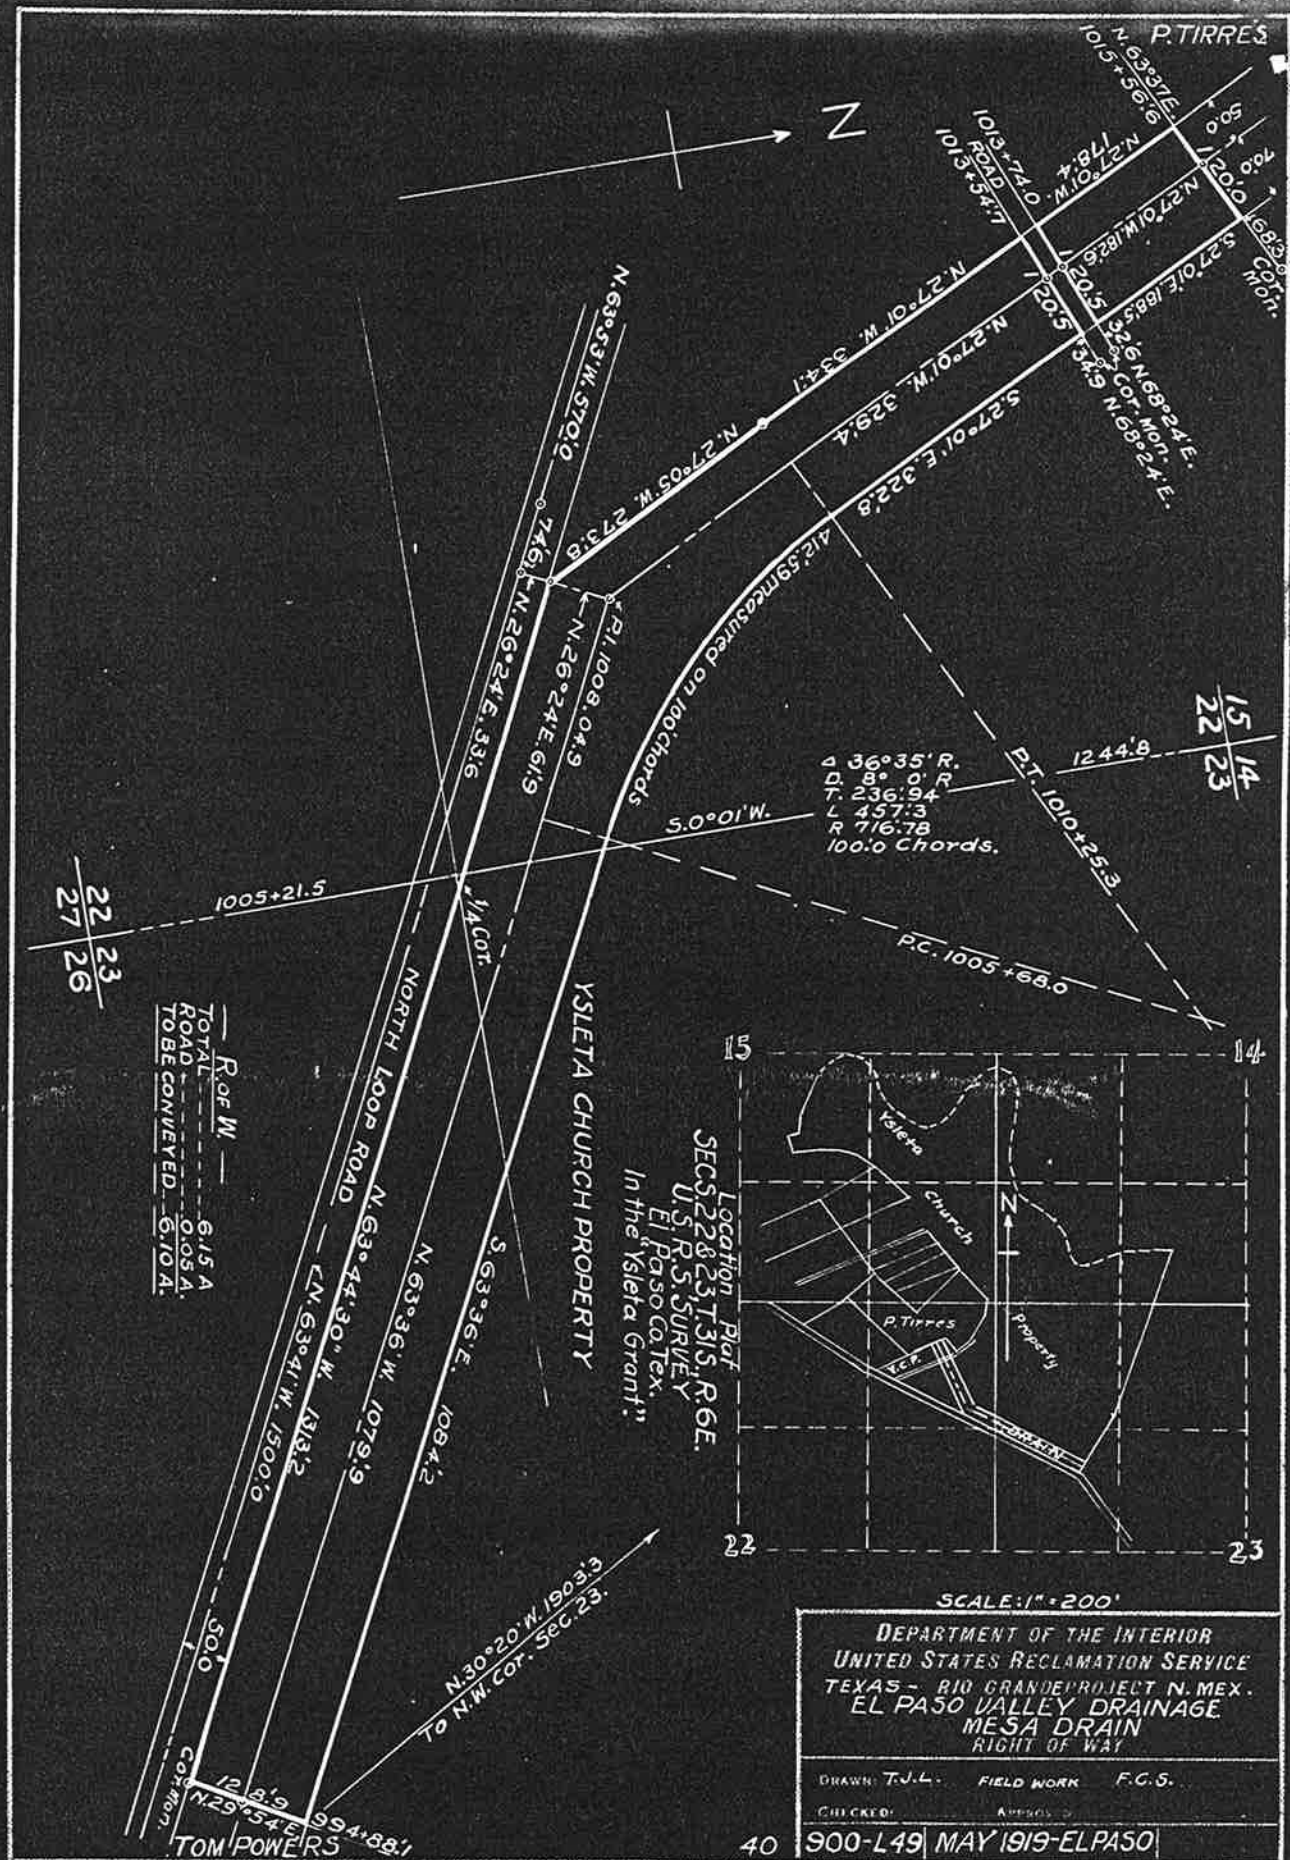 P. TIRRES
N. 63°37'E.
1015+56.6
50.0
70.0
120.0
68.3
Cor. Mon.
N. 27°01'W.
178.4
N. 27°01'W. 182.6
S. 27°01'E. 188.5
1013+74.0
ROAD
1013+54.7
120.5
120.5
32.6 N. 68°24'E.
Cor. Mon.
34.9 N. 68°24'E.
N
N. 27°01'W. 334.1
N. 27°01'W. 329.4
S. 27°01'E. 322.8
N. 27°05'W. 273.8
N. 63°53'W. 570.0
74.6
N. 26°24'E. 33.6
N. 26°24'E. 61.9
P.I. 1008.04.9
412.59 measured on 100' Chords
15 14
22 23
1244.8
P.T. 1010+25.3
Δ 36°35' R.
D. 8° 0' R
T. 236.94
L 457.3
R 716.78
100.0 Chords.
S. 0°01'W.
1005+21.5
22 23
27 26
1/4 Cor.
P.C. 1005+68.0
R. OF W.
TOTAL 6.15 A
ROAD 0.05 A.
TO BE CONVEYED 6.10 A.
NORTH LOOP ROAD
N. 63°41'W. 1500.0
N. 63°44'30" W. 1313.2
N. 63°36'W. 1079.9
S. 63°36'E. 1084.2
YSLETA CHURCH PROPERTY
Location Plat
SECS. 22 & 23, T. 31 S., R. 6 E.
U.S.R.S. SURVEY
El Paso Co, Tex.
In the "Ysleta Grant".
15
14
Ysleta
Church
Property
N
P. Tirres
Y.C.P.
DRAIN
22
23
N. 30°20'W. 1903.3
To N.W. Cor. Sec. 23.
50.0
Cor. Mon.
128.9
N. 29°54'E
994+88.1
TOM POWERS
SCALE: 1" = 200'
DEPARTMENT OF THE INTERIOR
UNITED STATES RECLAMATION SERVICE
TEXAS - RIO GRANDE PROJECT N. MEX.
EL PASO VALLEY DRAINAGE
MESA DRAIN
RIGHT OF WAY
DRAWN: T.J.L. FIELD WORK F.C.S.
CHECKED:
40
900-L49 MAY 1919-EL PASO